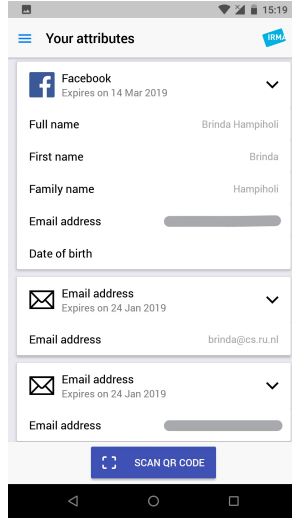 15:19
Your attributes
IRMA
Facebook
Expires on 14 Mar 2019
Full name Brinda Hampiholi
First name Brinda
Family name Hampiholi
Email address
Date of birth
Email address
Expires on 24 Jan 2019
Email address brinda@cs.ru.nl
Email address
Expires on 24 Jan 2019
Email address
SCAN QR CODE